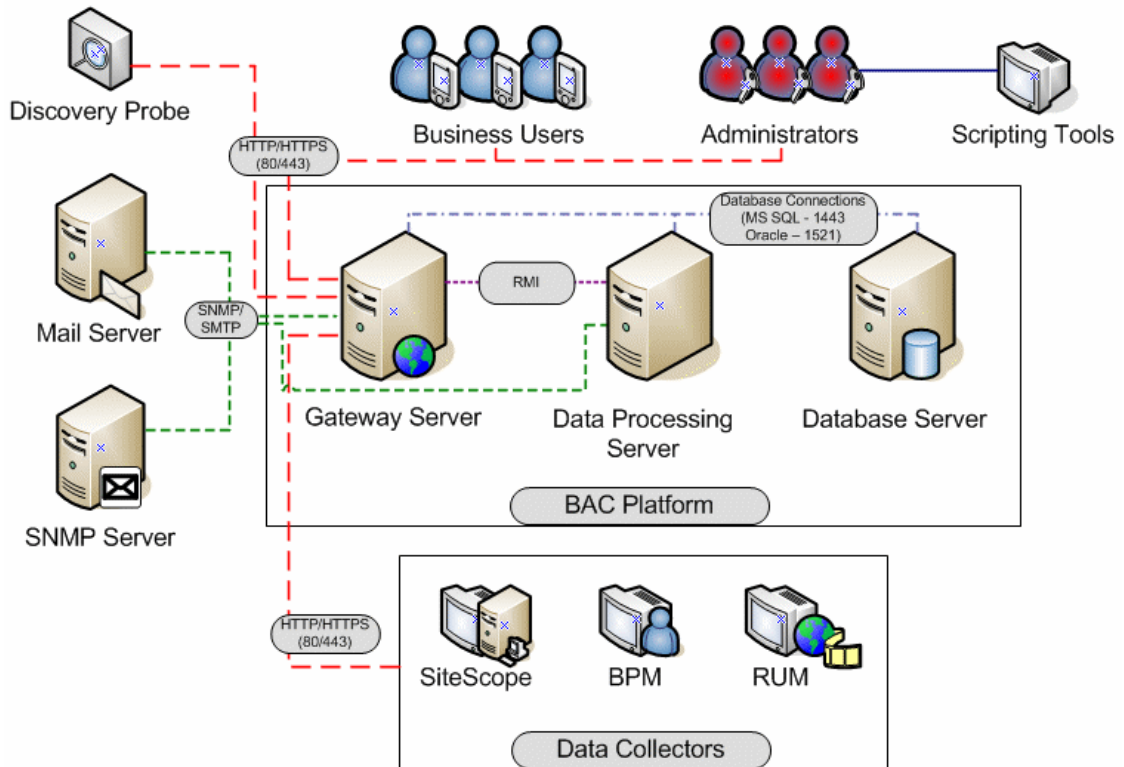 Discovery Probe
Business Users
Administrators
Scripting Tools
HTTP/HTTPS
(80/443)
Database Connections
(MS SQL - 1443
Oracle – 1521)
Mail Server
SNMP/
SMTP
RMI
Gateway Server
Data Processing
Server
Database Server
SNMP Server
BAC Platform
HTTP/HTTPS
(80/443)
SiteScope
BPM
RUM
Data Collectors